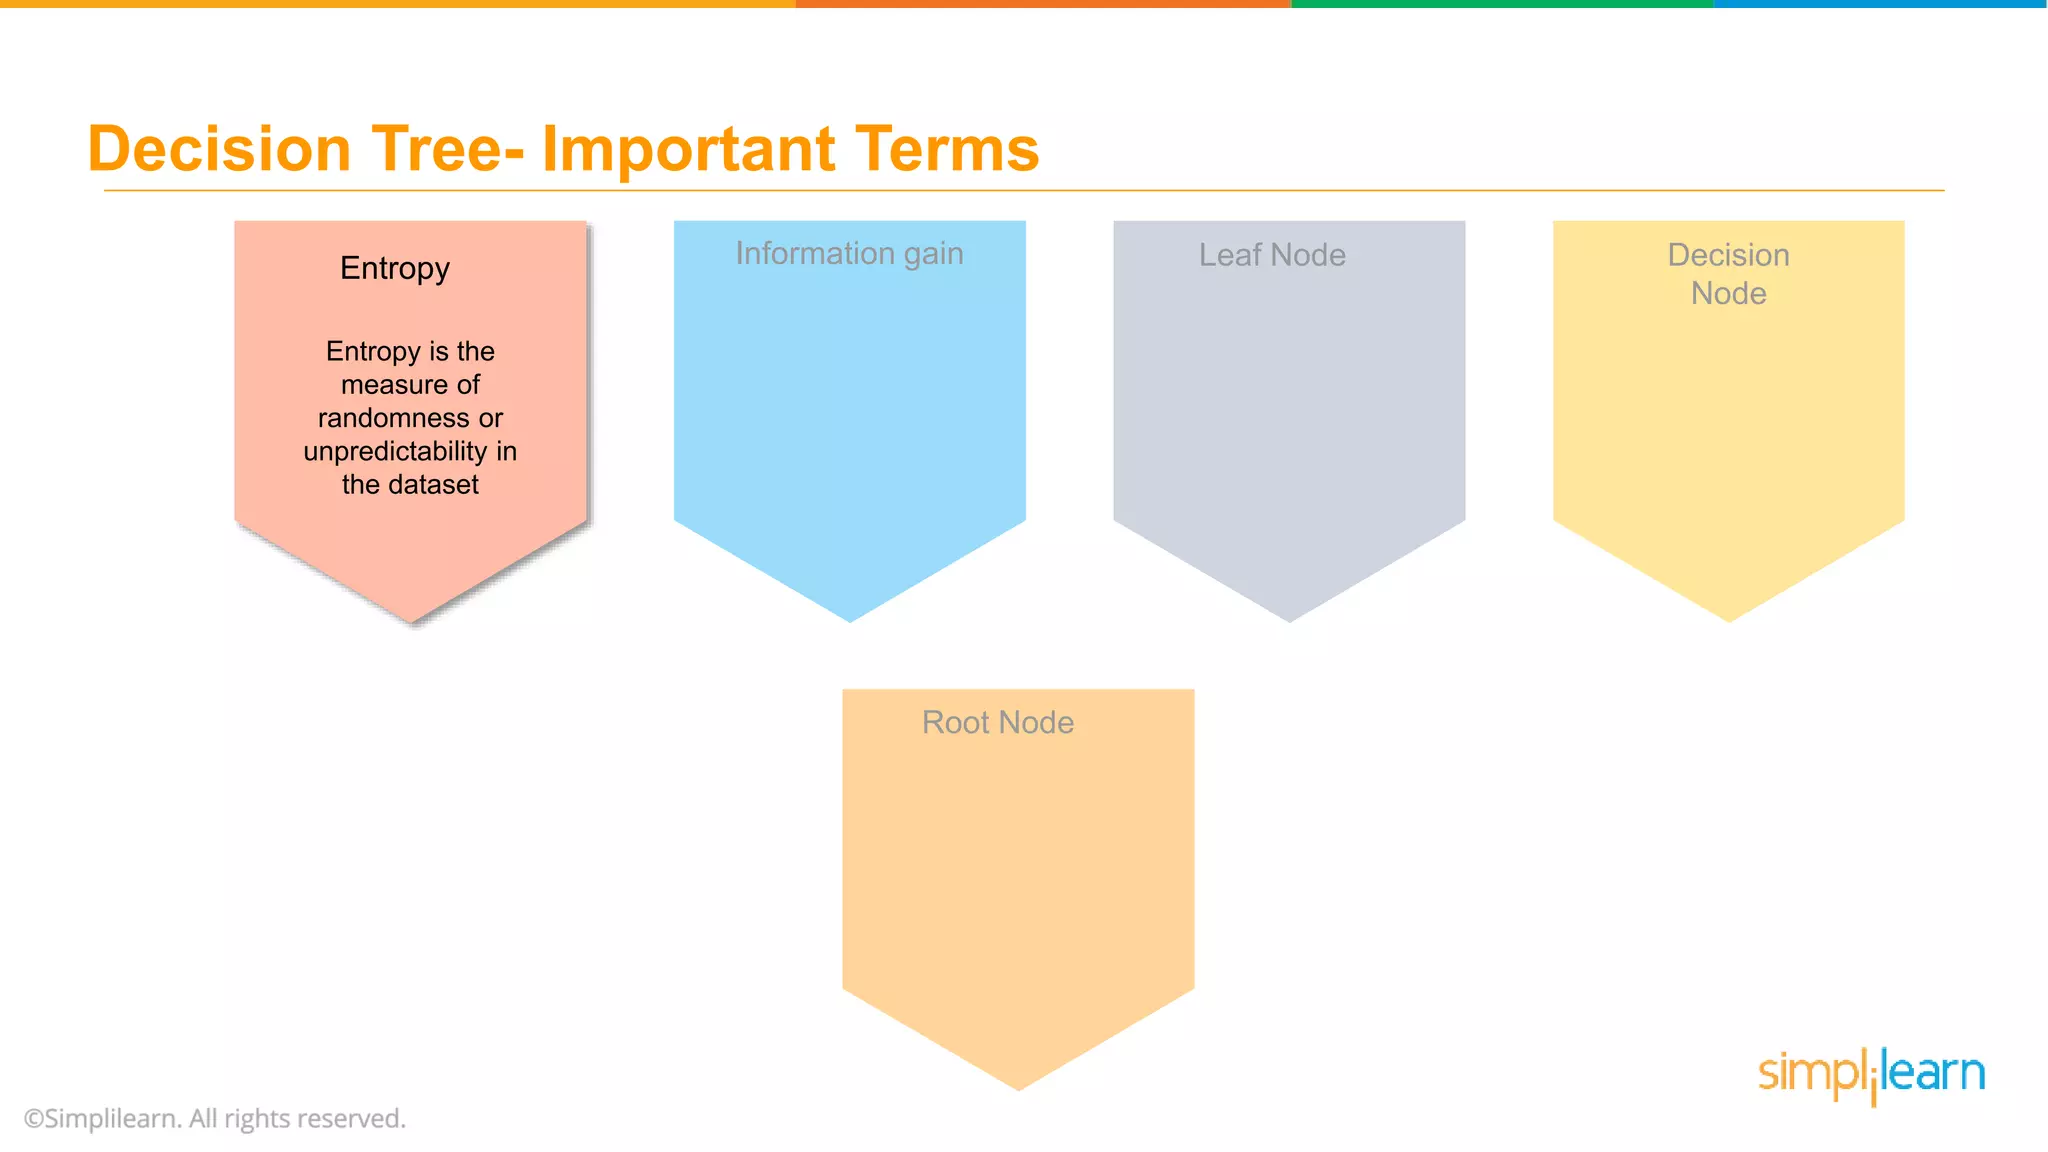 Decision Tree- Important Terms
Entropy
Entropy is the
measure of
randomness or
unpredictability in
the dataset
Information gain
Leaf Node
Decision
Node
Root Node
simplilearn
©Simplilearn. All rights reserved.